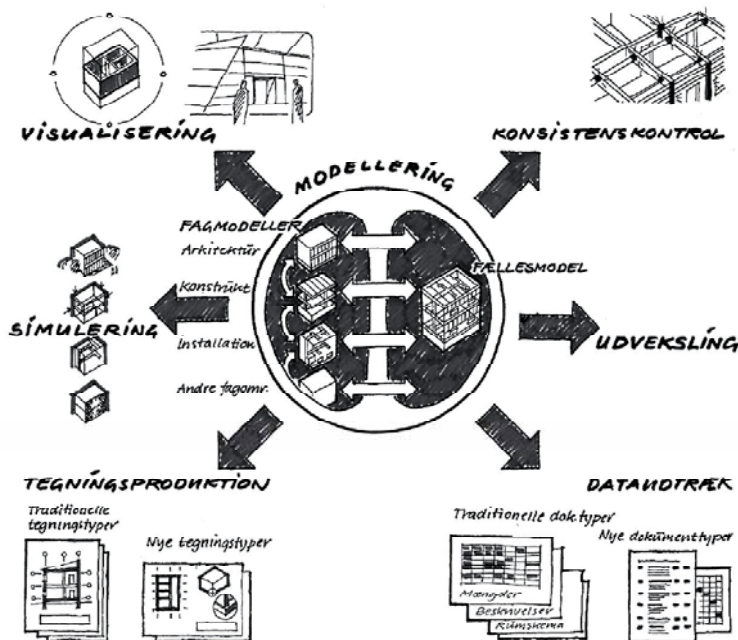 VISUALISERING
KONSISTENSKONTROL
MODELLERING
FAGMODELLER
Arkitektur
FÆLLESMODEL
Konstrukt
SIMULERING
Installation
UDVEKSLING
Andre fagomr.
TEGNINGSPRODUKTION
DATAUDTRÆK
Traditionelle
tegningstyper
Nye tegningstyper
Traditionelle dok.typer
Nye dokumenttyper
Mængder
Beskrivelser
Rumskema